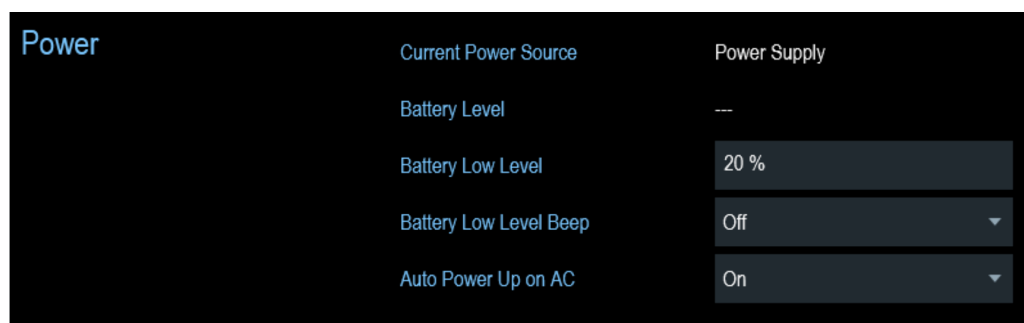 Power
Current Power Source Power Supply
Battery Level ---
Battery Low Level 20 %
Battery Low Level Beep Off
Auto Power Up on AC On